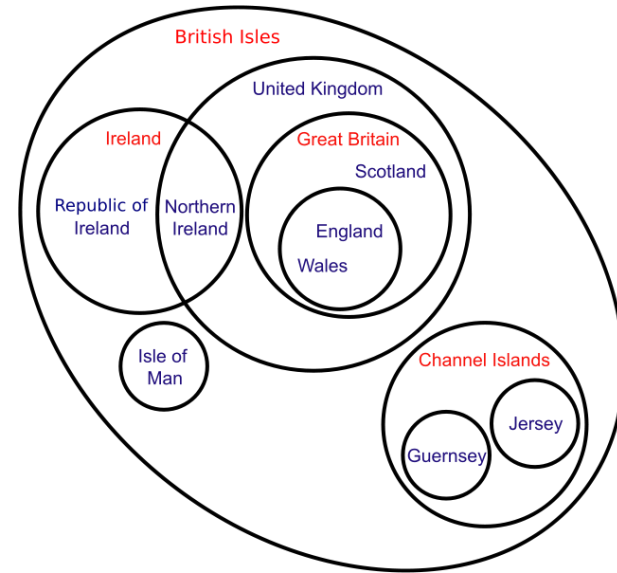 British Isles
United Kingdom
Ireland
Great Britain
Scotland
Republic of
Ireland
Northern
Ireland
England
Wales
Isle of
Man
Channel Islands
Jersey
Guernsey